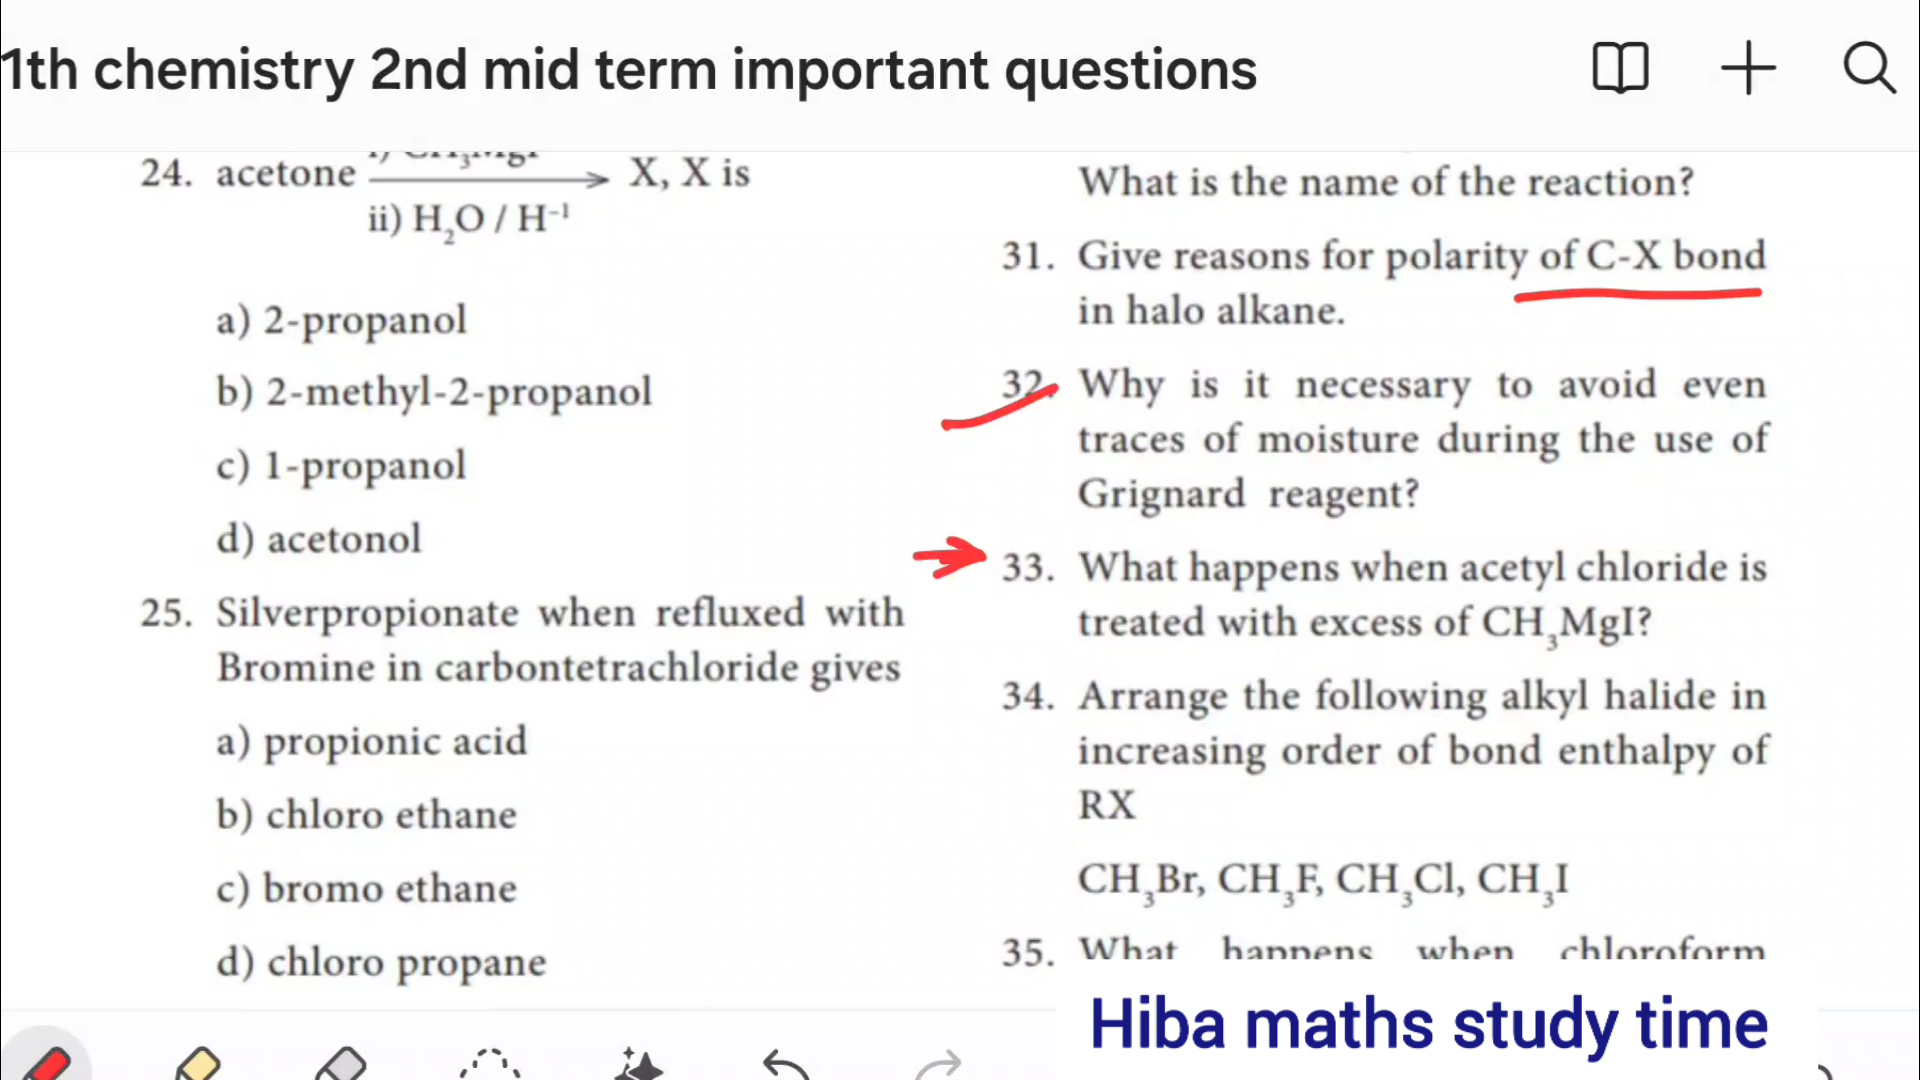 1th chemistry 2nd mid term important questions
24. acetone i) CH₃MgI → X, X is
ii) H₂O / H⁻¹
a) 2-propanol
b) 2-methyl-2-propanol
c) 1-propanol
d) acetonol
25. Silverpropionate when refluxed with
Bromine in carbontetrachloride gives
a) propionic acid
b) chloro ethane
c) bromo ethane
d) chloro propane
What is the name of the reaction?
31. Give reasons for polarity of C-X bond
in halo alkane.
32. Why is it necessary to avoid even
traces of moisture during the use of
Grignard reagent?
33. What happens when acetyl chloride is
treated with excess of CH₃MgI?
34. Arrange the following alkyl halide in
increasing order of bond enthalpy of
RX
CH₃Br, CH₃F, CH₃Cl, CH₃I
35. What happens when chloroform
Hiba maths study time